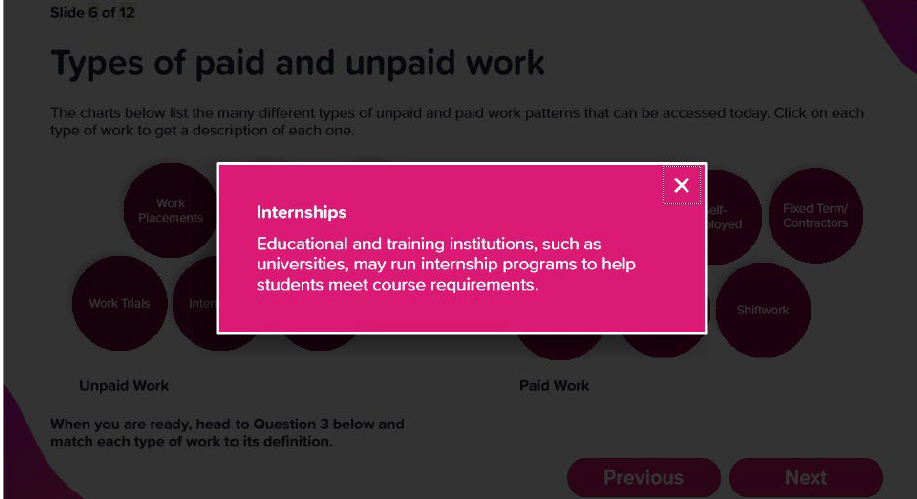 Slide 6 of 12
Types of paid and unpaid work
The charts below list the many different types of unpaid and paid work patterns that can be accessed today. Click on each
type of work to get a description of each one.
Work
Placements
Fixed Term/
Contractors
Internships
Educational and training institutions, such as
universities, may run internship programs to help
students meet course requirements.
Work Trials
Shiftwork
Unpaid Work
Paid Work
When you are ready, head to Question 3 below and
match each type of work to its definition.
Previous
Next